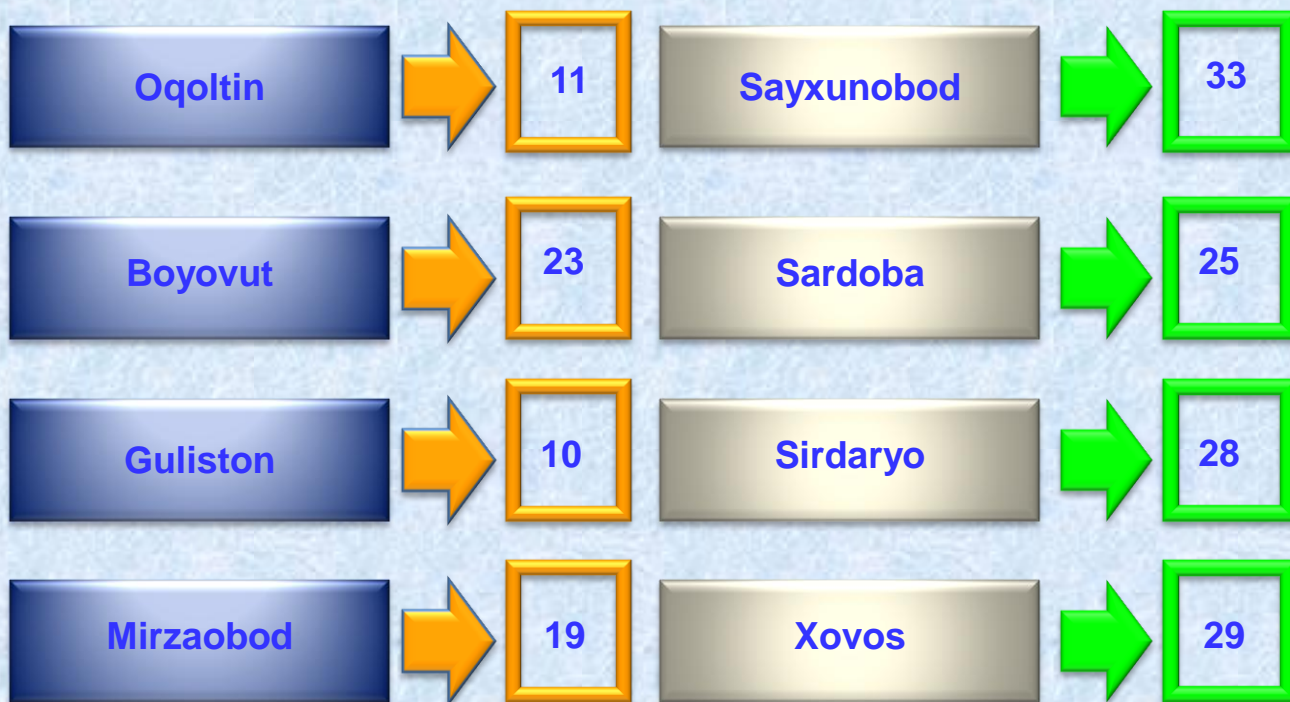 Oqoltin 11 Sayxunobod 33
Boyovut 23 Sardoba 25
Guliston 10 Sirdaryo 28
Mirzaobod 19 Xovos 29